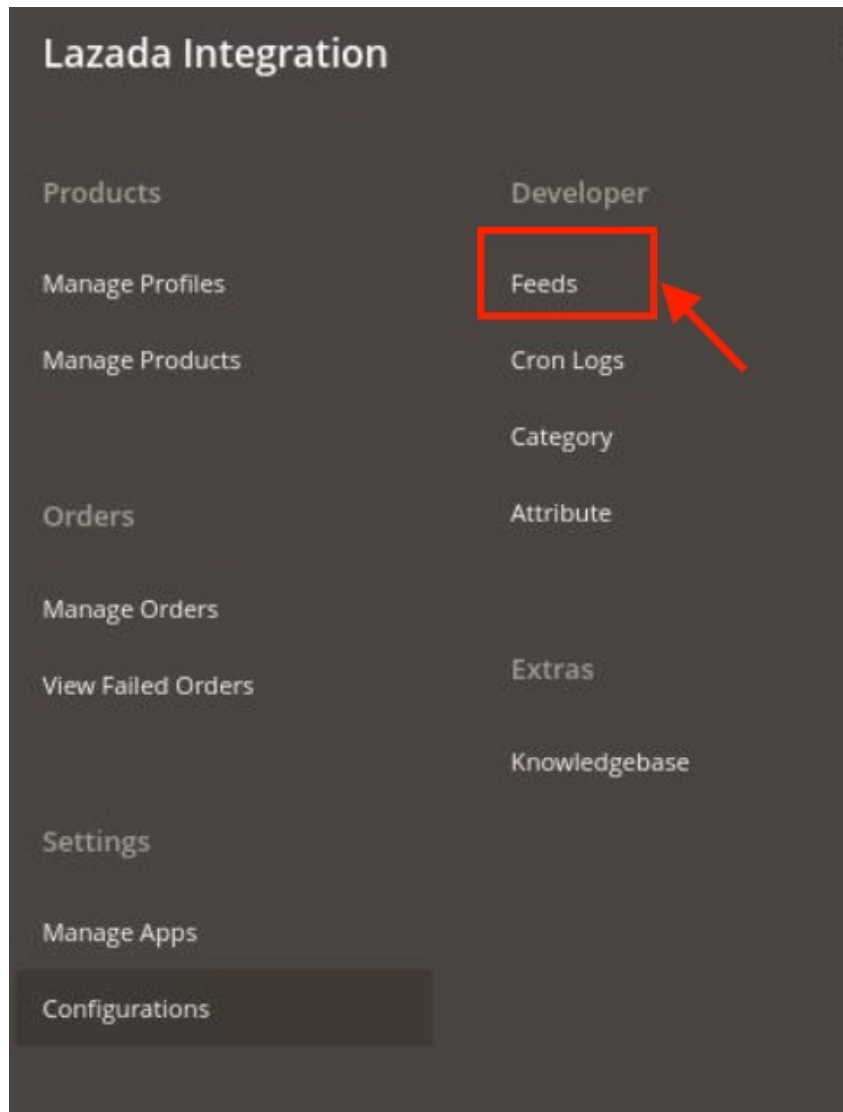 Lazada Integration
Products
Manage Profiles
Manage Products
Orders
Manage Orders
View Failed Orders
Settings
Manage Apps
Configurations
Developer
Feeds
Cron Logs
Category
Attribute
Extras
Knowledgebase